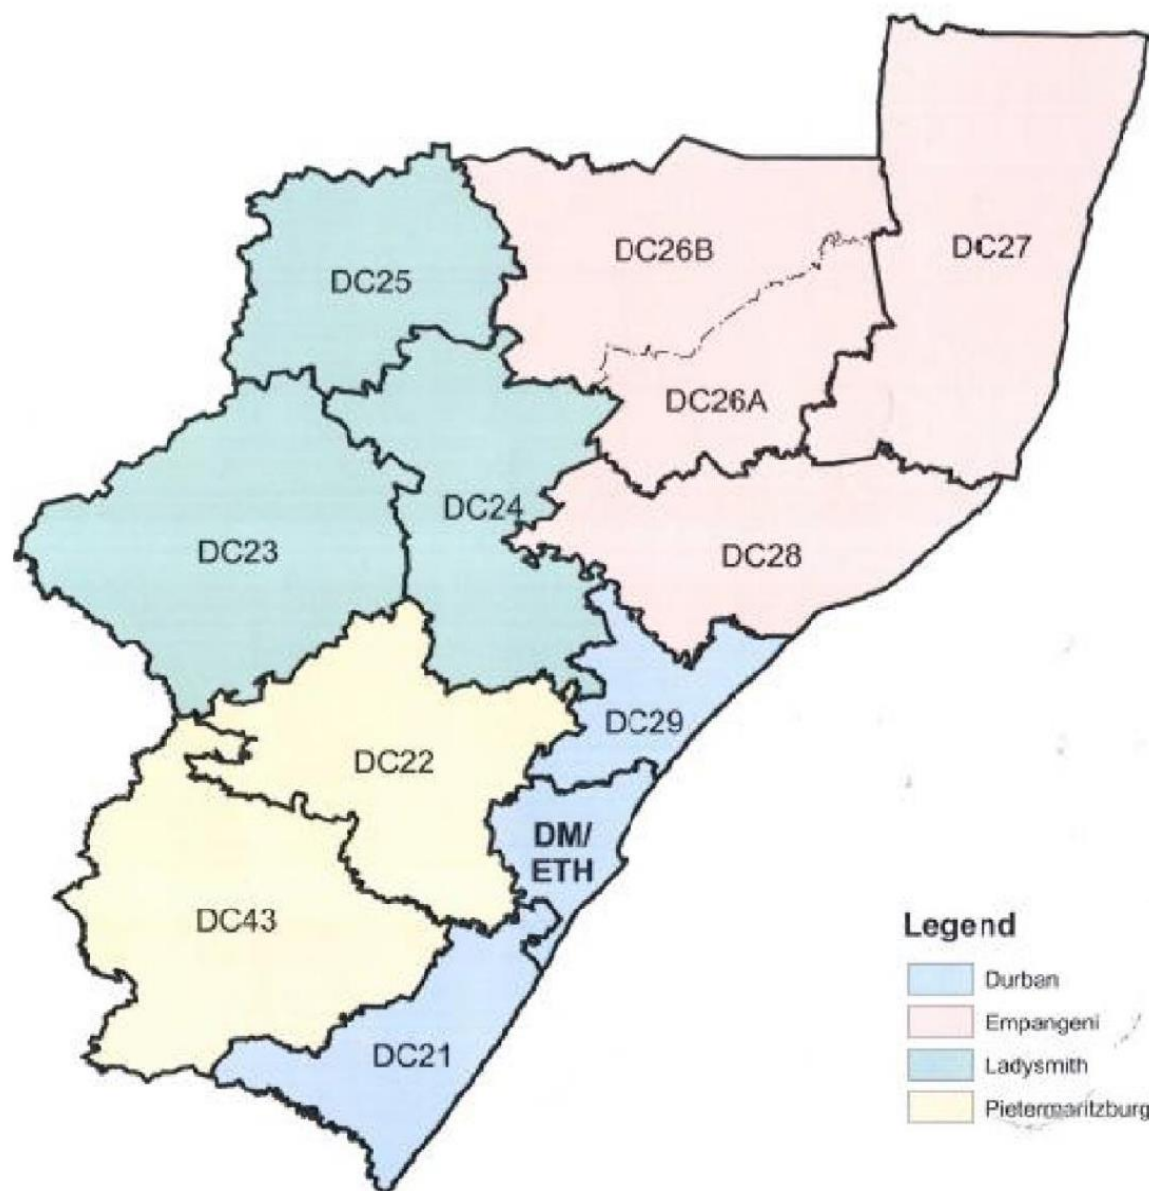 DC27
DC26B
DC25
DC26A
DC24
DC23
DC28
DC29
DC22
DM/
ETH
DC43
DC21
Legend
Durban
Empangeni
Ladysmith
Pietermaritzburg